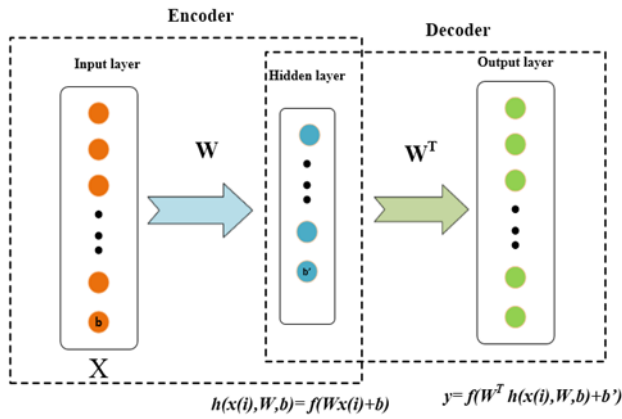 Encoder
Decoder
Input layer
Hidden layer
Output layer
W
W^T
b
b'
X
h(x(i),W,b)= f(Wx(i)+b)
y= f(W^T h(x(i),W,b)+b')